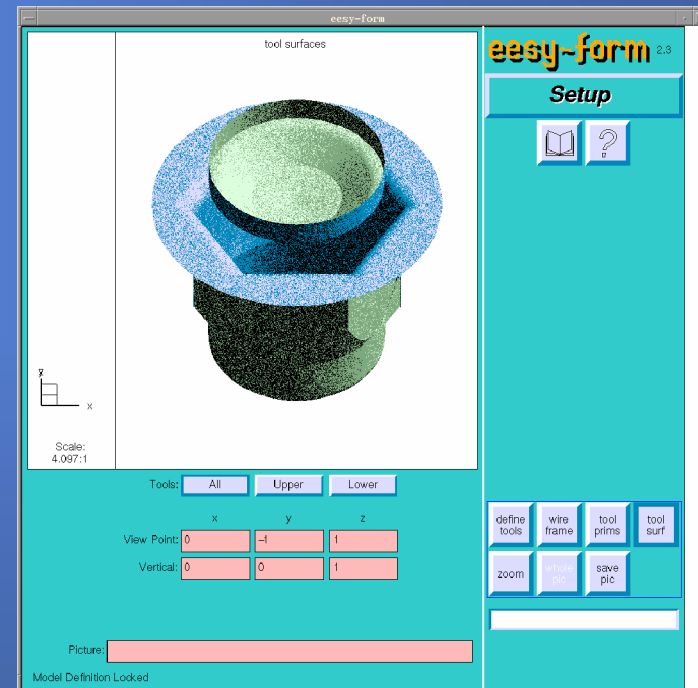 eesy-form
tool surfaces
x
Scale:
4.097:1
eesy-form 2.3
Setup
?
Tools: All Upper Lower
x y z
View Point: 0 -1 1
Vertical: 0 0 1
Picture:
Model Definition Locked
define
tools
wire
frame
tool
prims
tool
surf
zoom
whole
pic
save
pic